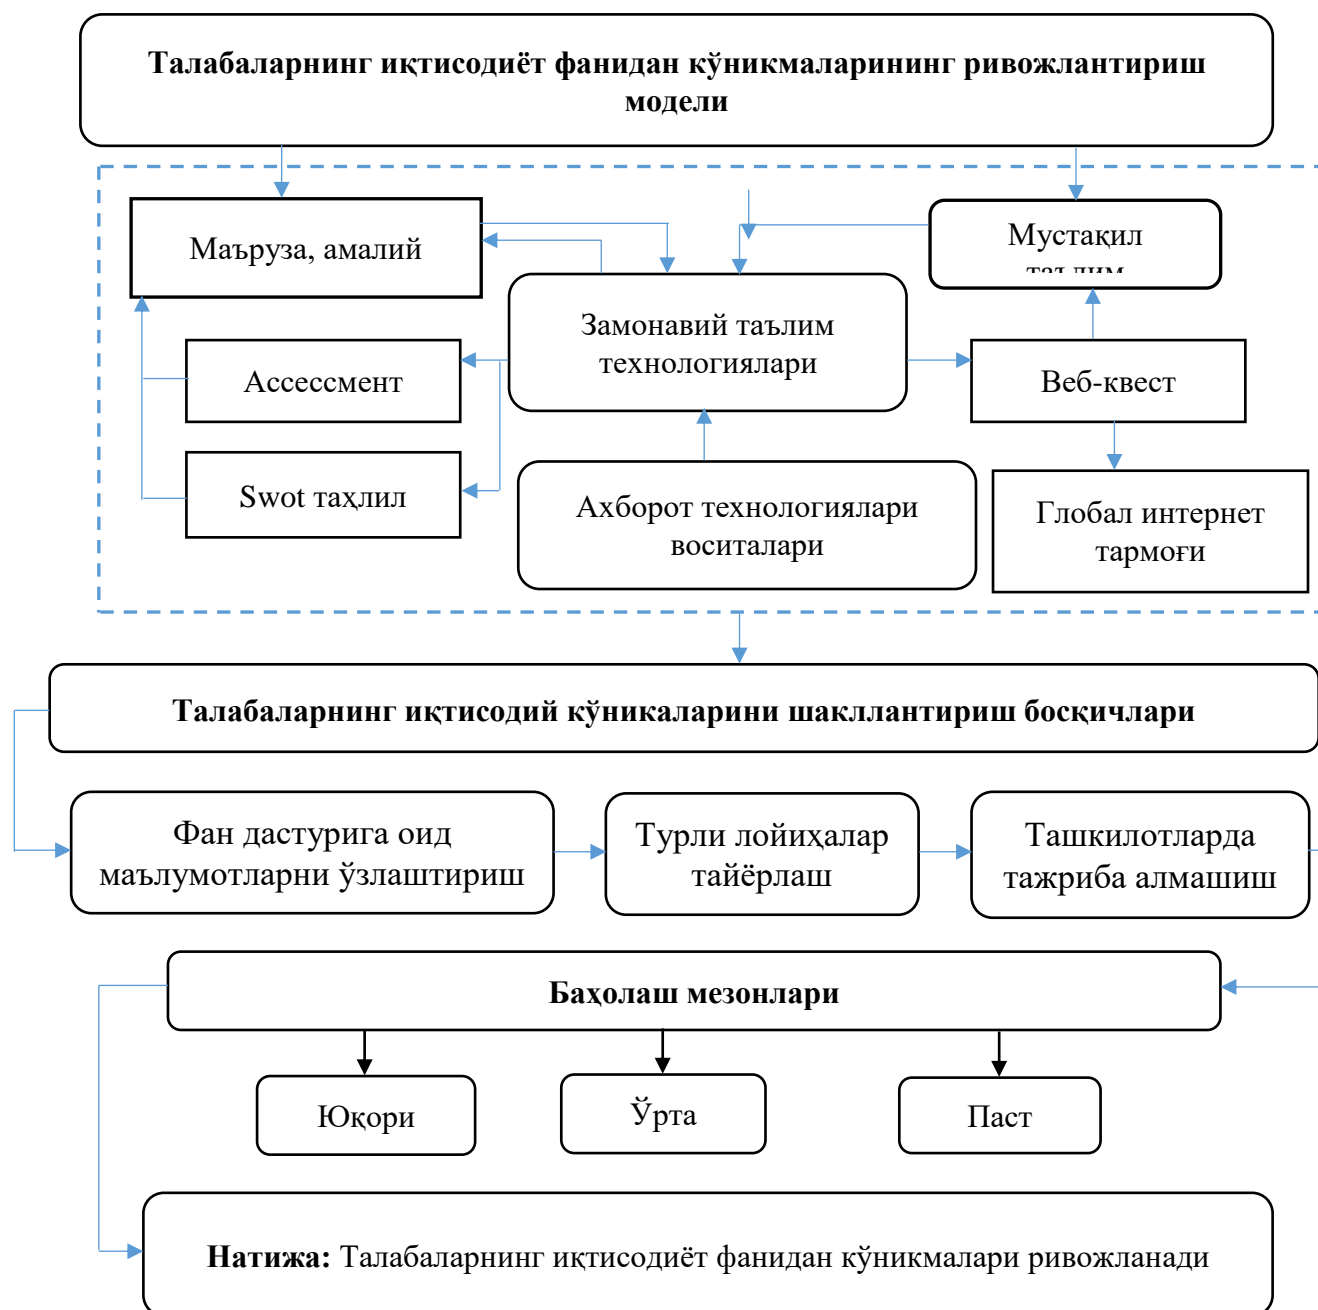 Талабаларнинг иқтисодиёт фанидан кўникмаларининг ривожлантириш
модели
Маъруза, амалий
Мустақил
таълим
Замонавий таълим
технологиялари
Ассессмент
Веб-квест
Swot таҳлил
Ахборот технологиялари
воситалари
Глобал интернет
тармоғи
Талабаларнинг иқтисодий кўникаларини шакллантириш босқичлари
Фан дастурига оид
маълумотларни ўзлаштириш
Турли лойиҳалар
тайёрлаш
Ташкилотларда
тажриба алмашиш
Баҳолаш мезонлари
Юқори
Ўрта
Паст
Натижа: Талабаларнинг иқтисодиёт фанидан кўникмалари ривожланади